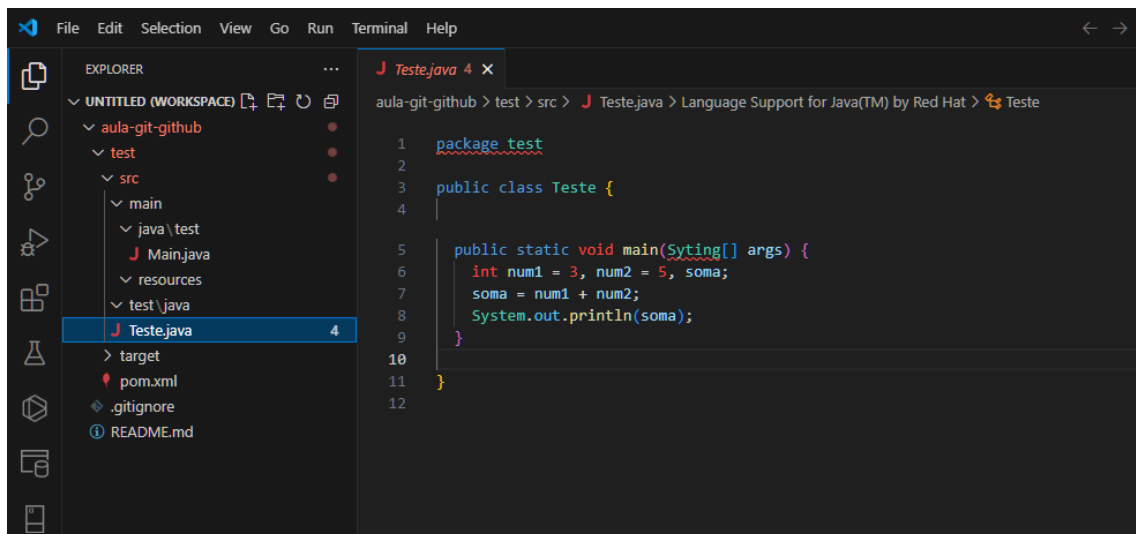 File Edit Selection View Go Run Terminal Help
EXPLORER
UNTITLED (WORKSPACE)
aula-git-github
test
src
main
java\test
J Main.java
resources
test\java
J Teste.java 4
target
pom.xml
.gitignore
README.md
J Teste.java 4
aula-git-github > test > src > J Teste.java > Language Support for Java(TM) by Red Hat > Teste
1 package test
2
3 public class Teste {
4
5 public static void main(Syting[] args) {
6 int num1 = 3, num2 = 5, soma;
7 soma = num1 + num2;
8 System.out.println(soma);
9 }
10
11 }
12